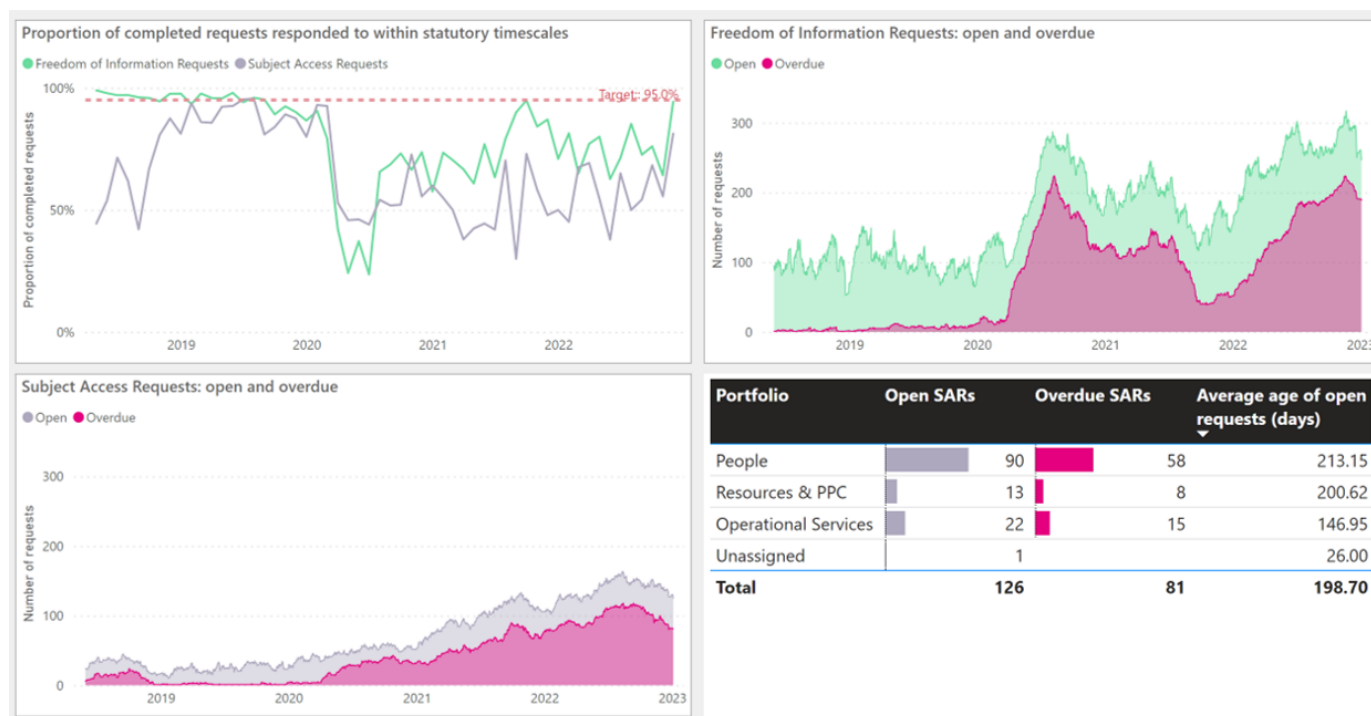 Proportion of completed requests responded to within statutory timescales
Freedom of Information Requests Subject Access Requests
Proportion of completed requests
100%
50%
0%
Target: 95.0%
2019 2020 2021 2022
Freedom of Information Requests: open and overdue
Open Overdue
Number of requests
300
200
100
0
2019 2020 2021 2022 2023
Subject Access Requests: open and overdue
Open Overdue
Number of requests
300
200
100
0
2019 2020 2021 2022 2023
Portfolio Open SARs Overdue SARs Average age of open
requests (days)
People 90 58 213.15
Resources & PPC 13 8 200.62
Operational Services 22 15 146.95
Unassigned 1 26.00
Total 126 81 198.70